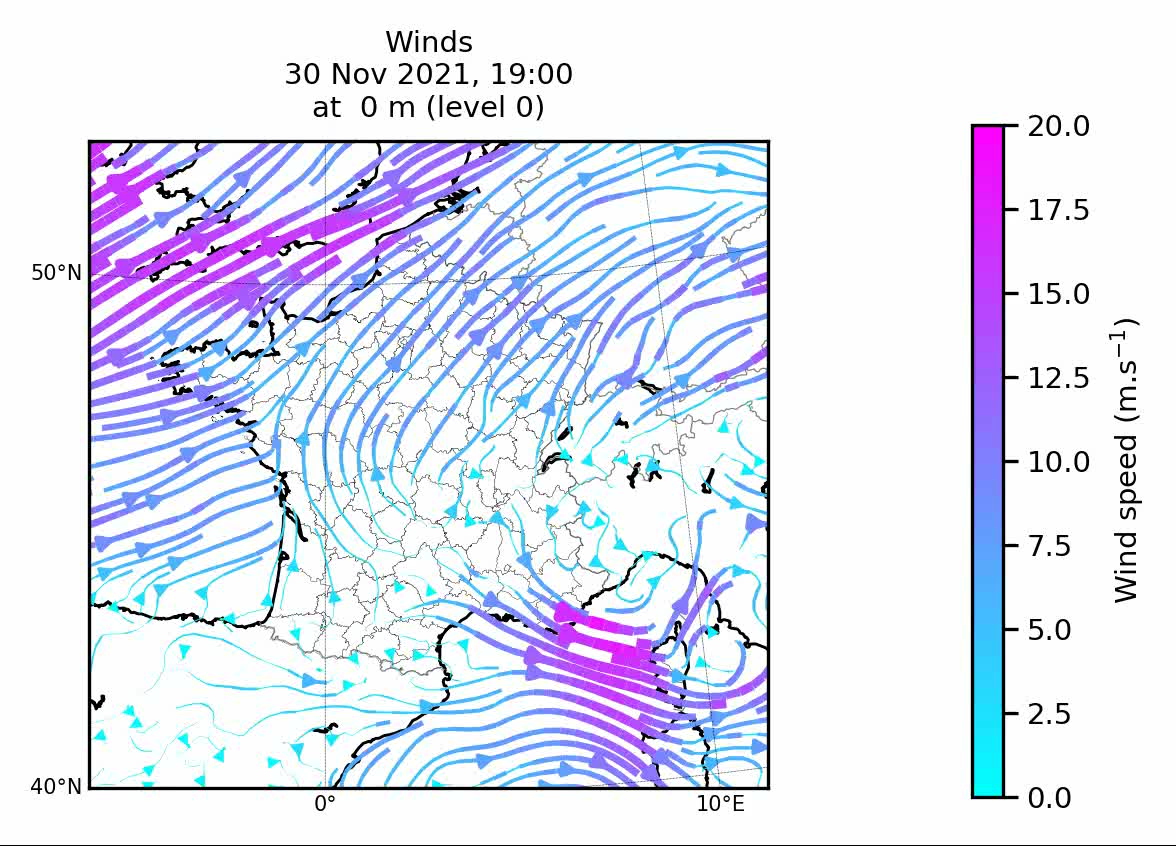 Winds
30 Nov 2021, 19:00
at 0 m (level 0)
50°N
40°N
0°
10°E
20.0
17.5
15.0
12.5
10.0
7.5
5.0
2.5
0.0
Wind speed (m.s⁻¹)